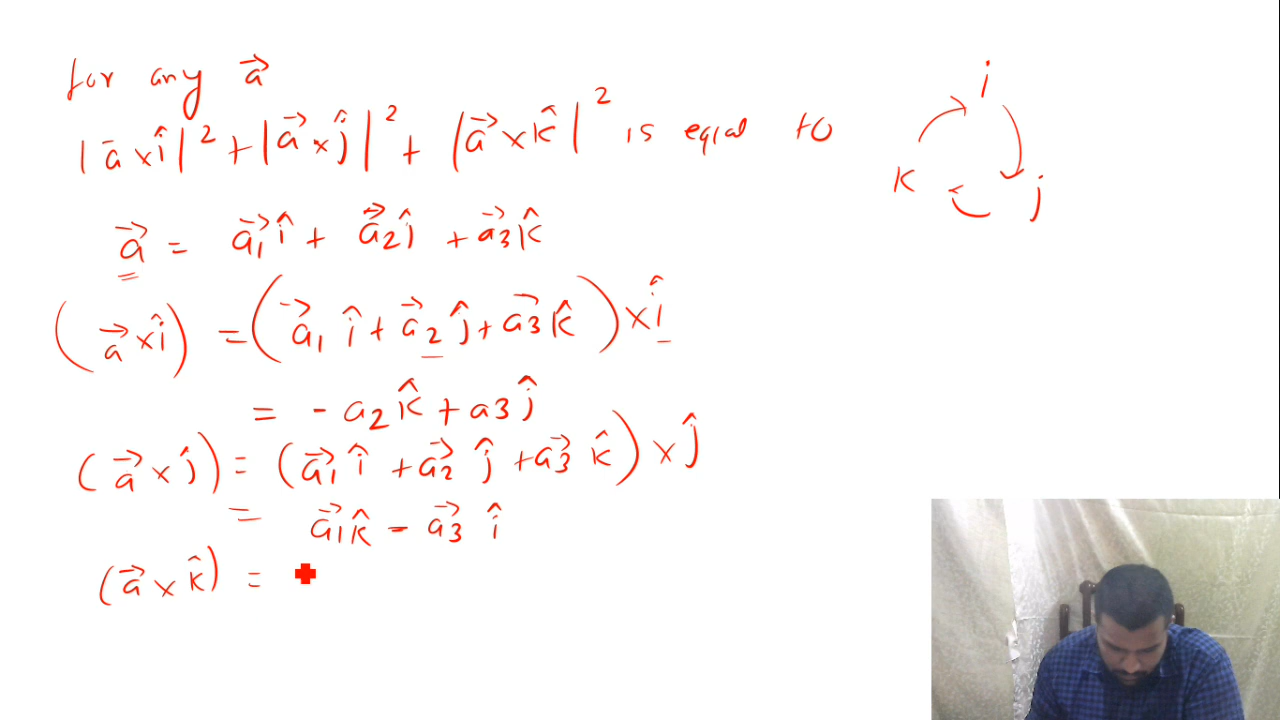 for any a⃗
|a⃗ × î|² + |a⃗ × ĵ|² + |a⃗ × k̂|² is equal to
i
k j
a⃗ = a⃗₁ î + a⃗₂ ĵ + a⃗₃ k̂
(a⃗ × î) = (a⃗₁ î + a⃗₂ ĵ + a⃗₃ k̂) × î
= - a₂ k̂ + a₃ ĵ
(a⃗ × ĵ) = (a⃗₁ î + a⃗₂ ĵ + a⃗₃ k̂) × ĵ
= a⃗₁ k̂ - a⃗₃ î
(a⃗ × k̂) =